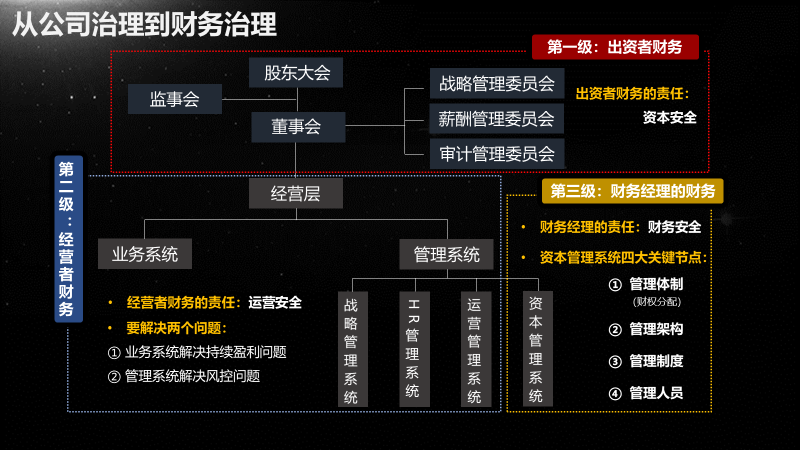 从公司治理到财务治理
第一级：出资者财务
股东大会
监事会
董事会
战略管理委员会
薪酬管理委员会
审计管理委员会
出资者财务的责任：
资本安全
第二级：经营者财务
经营层
业务系统
管理系统
• 经营者财务的责任：运营安全
• 要解决两个问题：
① 业务系统解决持续盈利问题
② 管理系统解决风控问题
战略管理系统
HR管理系统
运营管理系统
资本管理系统
第三级：财务经理的财务
• 财务经理的责任：财务安全
• 资本管理系统四大关键节点：
① 管理体制
(财权分配)
② 管理架构
③ 管理制度
④ 管理人员